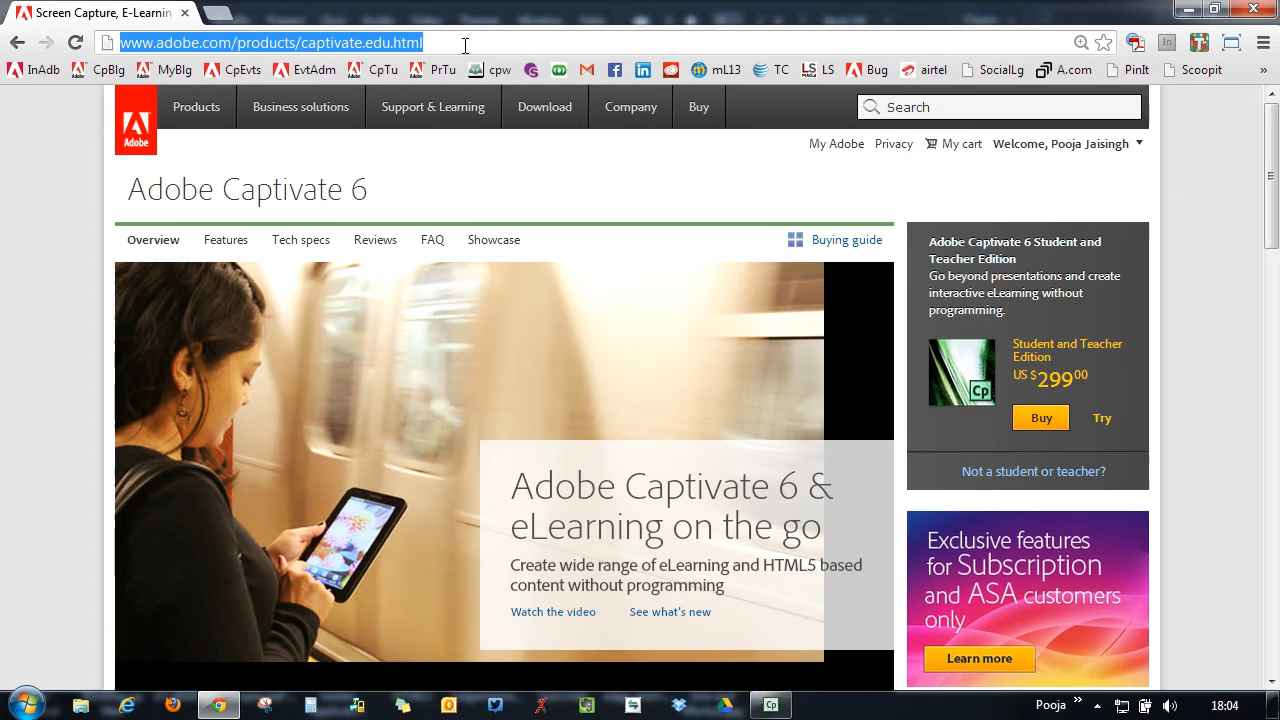 Screen Capture, E-Learnin
www.adobe.com/products/captivate.edu.html
InAdb CpBlg MyBlg CpEvts EvtAdm CpTu PrTu cpw mL13 TC LS Bug airtel SocialLg A.com PinIt Scoopit »
Products Business solutions Support & Learning Download Company Buy Search
Adobe
My Adobe Privacy My cart Welcome, Pooja Jaisingh
Adobe Captivate 6
Overview Features Tech specs Reviews FAQ Showcase Buying guide
Adobe Captivate 6 Student and
Teacher Edition
Go beyond presentations and create
interactive eLearning without
programming.
Student and Teacher
Edition
US $299 00
Cp
Buy Try
Not a student or teacher?
Adobe Captivate 6 &
eLearning on the go
Create wide range of eLearning and HTML5 based
content without programming
Watch the video See what's new
Exclusive features
for Subscription
and ASA customers
only
Learn more
Pooja » 18:04